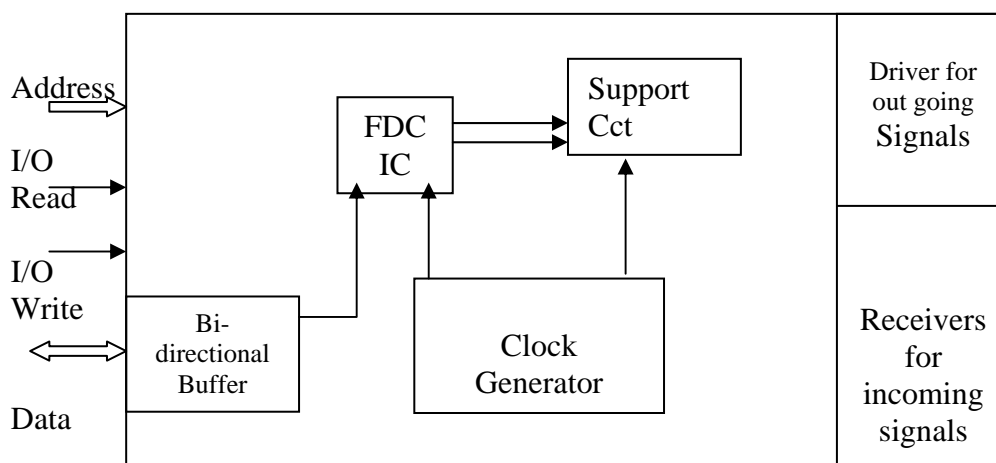 Address
I/O
Read
I/O
Write
Data
FDC
IC
Support
Cct
Bi-
directional
Buffer
Clock
Generator
Driver for
out going
Signals
Receivers
for
incoming
signals